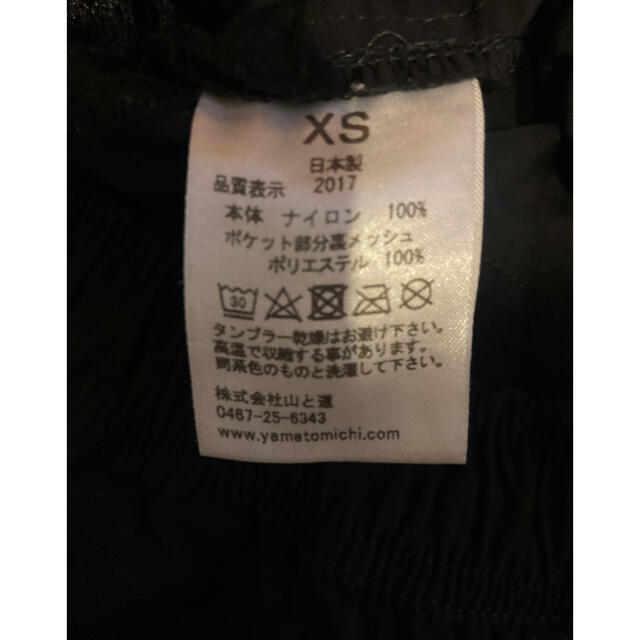 XS
日本製
品質表示 2017
本体 ナイロン 100%
ポケット部分裏メッシュ
ポリエステル 100%
30
タンブラー乾燥はお避け下さい。
高温で収縮する事があります。
同系色のものと洗濯して下さい。
株式会社山と道
0467-25-6343
www.yamatomichi.com